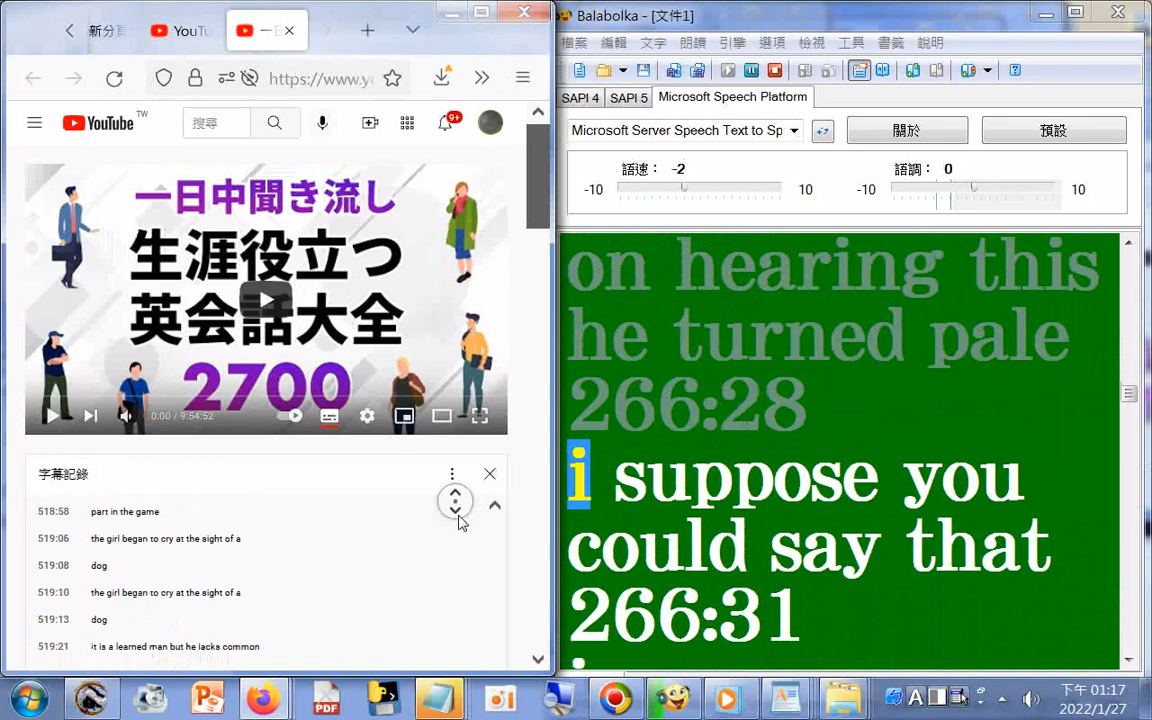 新分
YouTu
一E
Balabolka - [文件1]
檔案 編輯 文字 朗讀 引擎 選項 檢視 工具 書籤 說明
https://www.y
SAPI 4 SAPI 5 Microsoft Speech Platform
YouTube TW
搜尋
9+
Microsoft Server Speech Text to Sp
關於
預設
語速： -2
語調： 0
-10 10 -10 10
一日中聞き流し
生涯役立つ
英会話大全
2700
0:00 / 9:54:52
字幕記錄
518:58 part in the game
519:06 the girl began to cry at the sight of a
519:08 dog
519:10 the girl began to cry at the sight of a
519:13 dog
519:21 it is a learned man but he lacks common
on hearing this
he turned pale
266:28
i suppose you
could say that
266:31
PDF
A
下午 01:17
2022/1/27